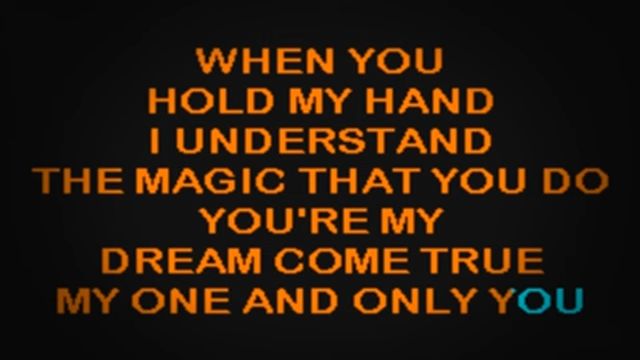 WHEN YOU
HOLD MY HAND
I UNDERSTAND
THE MAGIC THAT YOU DO
YOU'RE MY
DREAM COME TRUE
MY ONE AND ONLY YOU